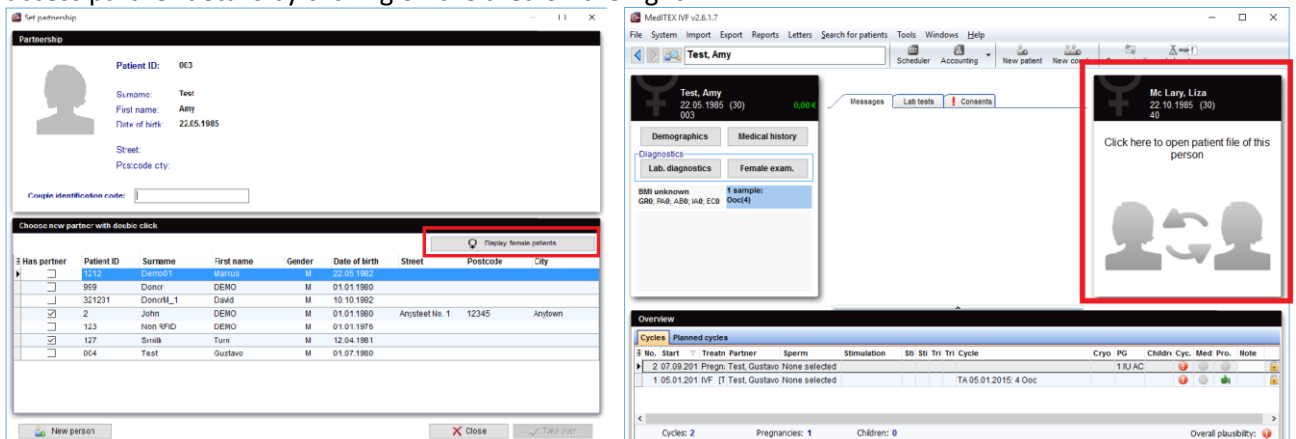 Set partnership
Partnership
Patient ID: 003
Surname: Test
First name: Amy
Date of birth: 22.05.1985
Street:
Postcode cty:
Couple identification code:
Choose new partner with double click
Display female patients
Has partner Patient ID Surname First name Gender Date of birth Street Postcode City
1212 Demo01 Markus M 22.05.1982
999 Donor DEMO M 01.01.1980
321231 DonorM_1 David M 10.10.1992
2 John DEMO M 01.01.1980 Anysteet No. 1 12345 Anytown
123 Non RFID DEMO M 01.01.1976
127 Smith Tom M 12.04.1981
004 Test Gustavo M 01.07.1980
New person Close Take over
MedITEX IVF v2.6.1.7
File System Import Export Reports Letters Search for patients Tools Windows Help
Test, Amy Scheduler Accounting New patient
Test, Amy
22.05.1985 (30) 0,00 €
003
Demographics Medical history
Diagnostics
Lab. diagnostics Female exam.
BMI unknown
GR0; PA0; AB0; IA0; EC0
1 sample:
Ooc(4)
Messages Lab tests Consents
Mc Lary, Liza
22.10.1985 (30)
40
Click here to open patient file of this
person
Overview
Cycles Planned cycles
No. Start Treatn Partner Sperm Stimulation Sti Sti Tri Tri Cycle Cryo PG Childre Cyc. Med Pro. Note
2 07.09.201 Pregn: Test, Gustavo None selected 1 IU AC
1 05.01.201 IVF [T Test, Gustavo None selected TA 05.01.2015: 4 Ooc
Cycles: 2 Pregnancies: 1 Children: 0 Overall plausbility: